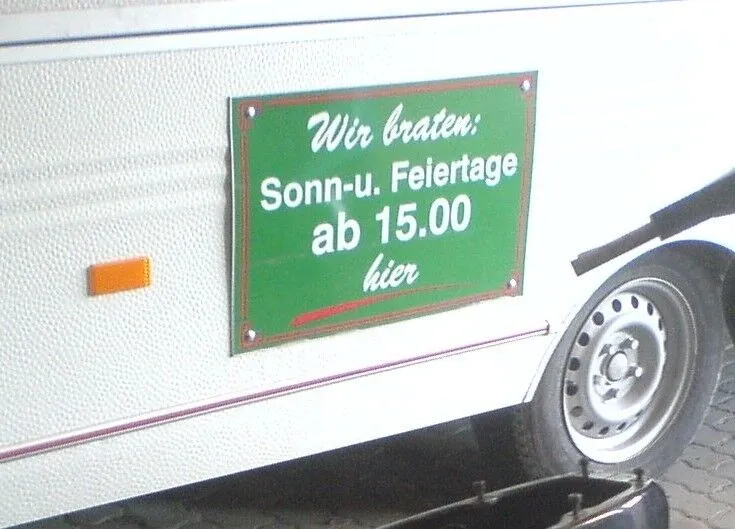 Wir braten:
Sonn-u. Feiertage
ab 15.00
hier